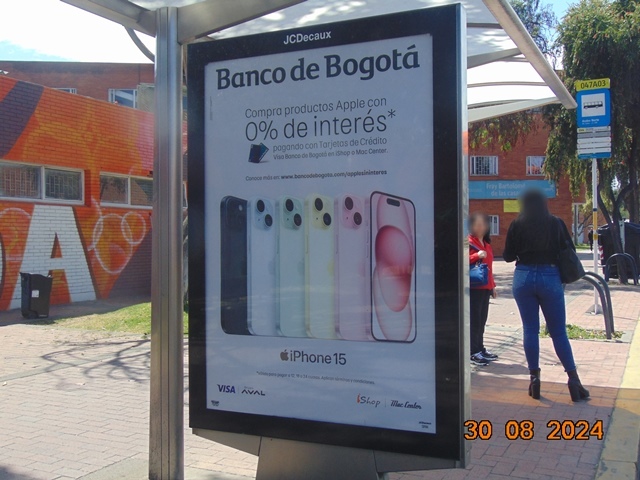 JCDecaux
Banco de Bogotá
Compra productos Apple con
0% de interés*
pagando con Tarjetas de Crédito
Visa Banco de Bogotá en iShop o Mac Center.
Conoce más en: www.bancodebogota.com/applesininteres
iPhone 15
VISA
AVAL
iShop
Mac Center
047A03
A
30 08 2024